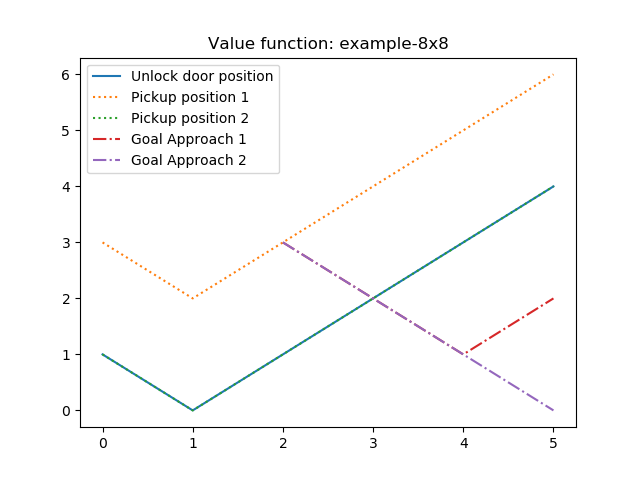 Value function: example-8x8
Unlock door position
Pickup position 1
Pickup position 2
Goal Approach 1
Goal Approach 2
6
5
4
3
2
1
0
0 1 2 3 4 5